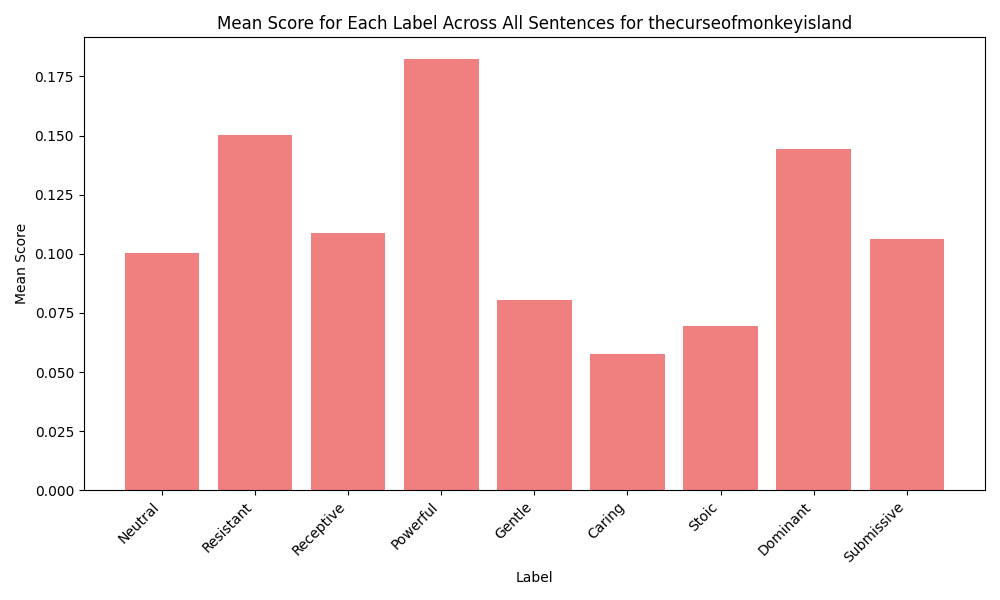 Mean Score for Each Label Across All Sentences for thecurseofmonkeyisland
Mean Score
0.175
0.150
0.125
0.100
0.075
0.050
0.025
0.000
Neutral
Resistant
Receptive
Powerful
Gentle
Caring
Stoic
Dominant
Submissive
Label